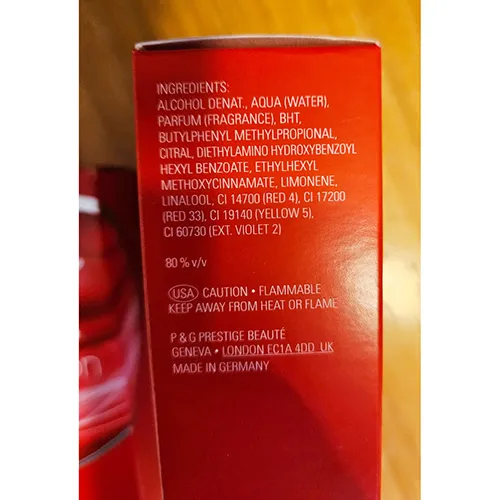 INGREDIENTS:
ALCOHOL DENAT., AQUA (WATER),
PARFUM (FRAGRANCE), BHT,
BUTYLPHENYL METHYLPROPIONAL,
CITRAL, DIETHYLAMINO HYDROXYBENZOYL
HEXYL BENZOATE, ETHYLHEXYL
METHOXYCINNAMATE, LIMONENE,
LINALOOL, CI 14700 (RED 4), CI 17200
(RED 33), CI 19140 (YELLOW 5),
CI 60730 (EXT. VIOLET 2)
80 % v/v
USA CAUTION • FLAMMABLE
KEEP AWAY FROM HEAT OR FLAME
P & G PRESTIGE BEAUTÉ
GENEVA • LONDON EC1A 4DD UK
MADE IN GERMANY